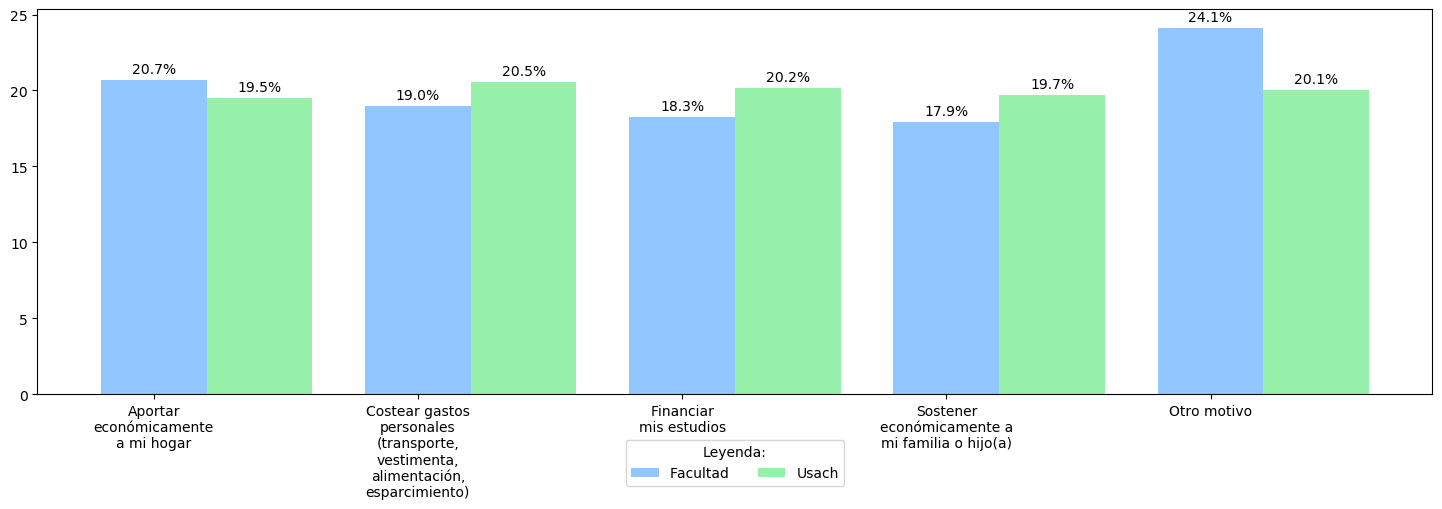 25
20
15
10
5
0
20.7%
19.5%
19.0%
20.5%
18.3%
20.2%
17.9%
19.7%
24.1%
20.1%
Aportar
económicamente
a mi hogar
Costear gastos
personales
(transporte,
vestimenta,
alimentación,
esparcimiento)
Financiar
mis estudios
Sostener
económicamente a
mi familia o hijo(a)
Otro motivo
Leyenda:
Facultad Usach